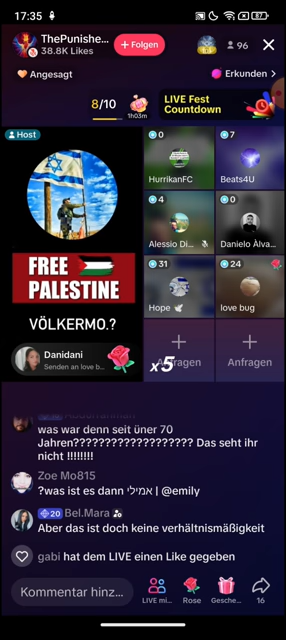 17:35
87
ThePunishe...
38.8K Likes
+ Folgen
96
Angesagt
Erkunden >
8/10
1h03m
LIVE Fest
Countdown
Host
FREE
PALESTINE
VÖLKERMO.?
Danidani
Senden an love b...
x5
0
HurrikanFC
7
Beats4U
4
Alessio Di...
0
Danielo Àlva...
31
Hope
24
love bug
Anfragen
Anfragen
was war denn seit üner 70
Jahren??????????????????? Das seht ihr
nicht !!!!!!!!
Zoe Mo815
?was ist es dann אמילי | @emily
20 Bel.Mara
Aber das ist doch keine verhältnismäßigkeit
gabi hat dem LIVE einen Like gegeben
Kommentar hinz...
LIVE mi...
Rose
Gesche...
16